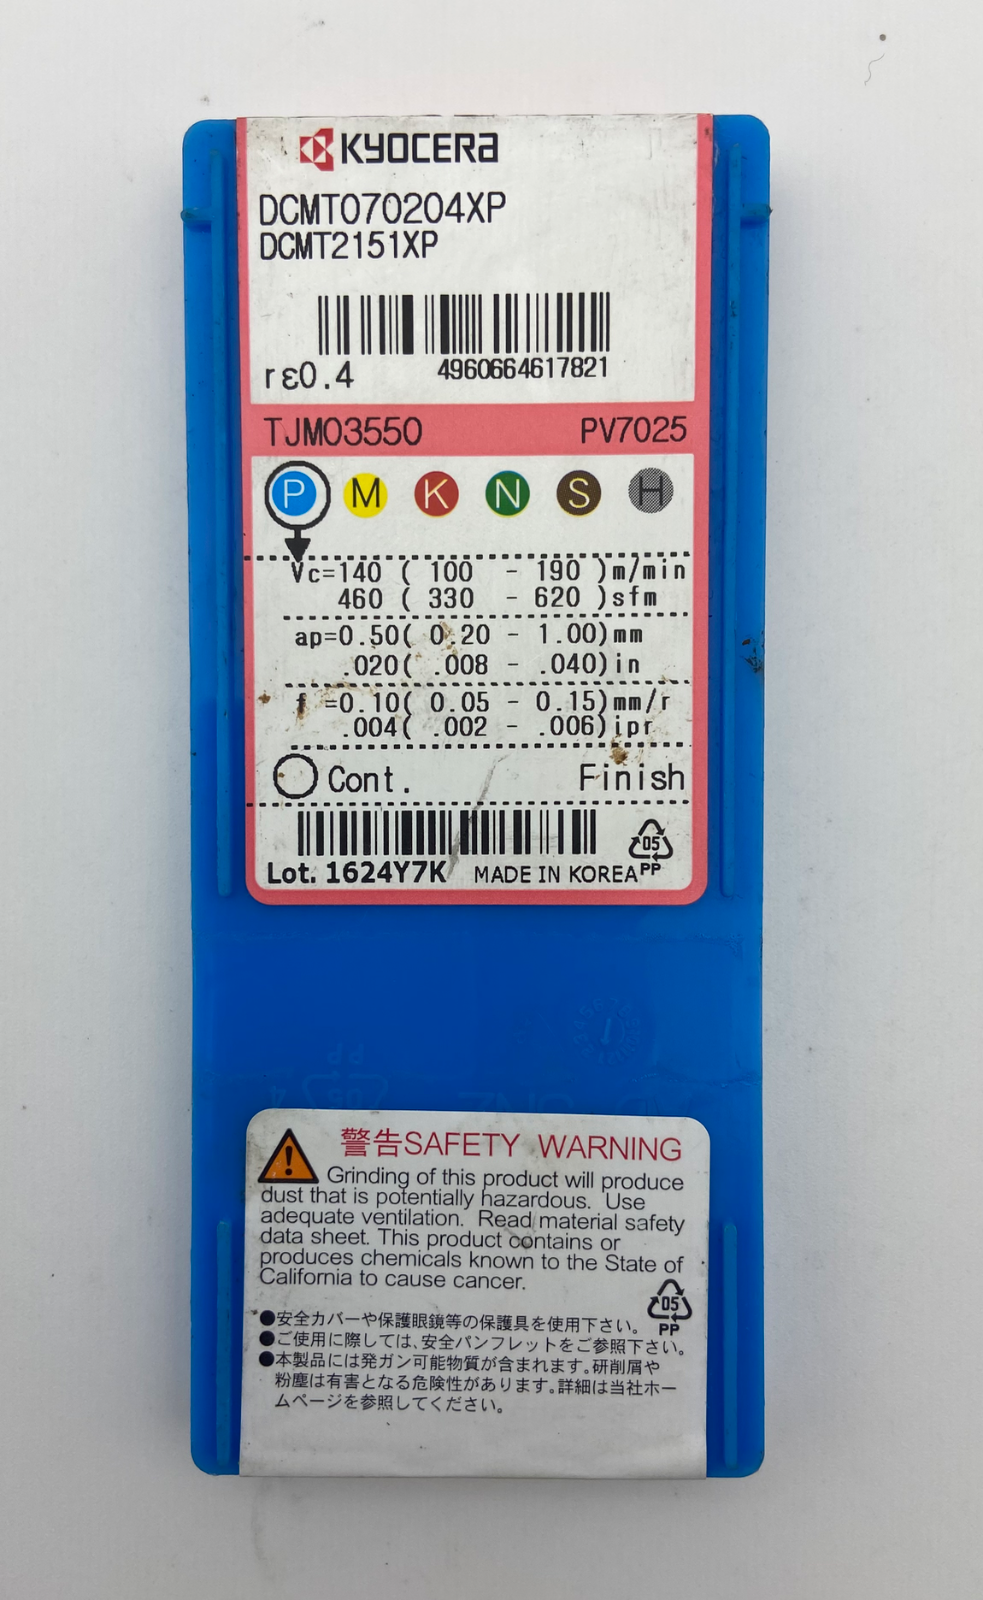 KYOCERA
DCMT070204XP
DCMT2151XP
4960664617821
rε0.4
TJM03550 PV7025
P M K N S H
Vc=140 ( 100 - 190 )m/min
460 ( 330 - 620 )sfm
ap=0.50( 0.20 - 1.00)mm
.020( .008 - .040)in
f =0.10( 0.05 - 0.15)mm/r
.004( .002 - .006)ipr
Cont. Finish
05
PP
Lot. 1624Y7K MADE IN KOREA
警告SAFETY WARNING
Grinding of this product will produce
dust that is potentially hazardous. Use
adequate ventilation. Read material safety
data sheet. This product contains or
produces chemicals known to the State of
California to cause cancer.
05
PP
●安全カバーや保護眼鏡等の保護具を使用下さい。
●ご使用に際しては、安全パンフレットをご参照下さい。
●本製品には発ガン可能物質が含まれます。研削屑や
粉塵は有害となる危険性があります。詳細は当社ホー
ムページを参照してください。